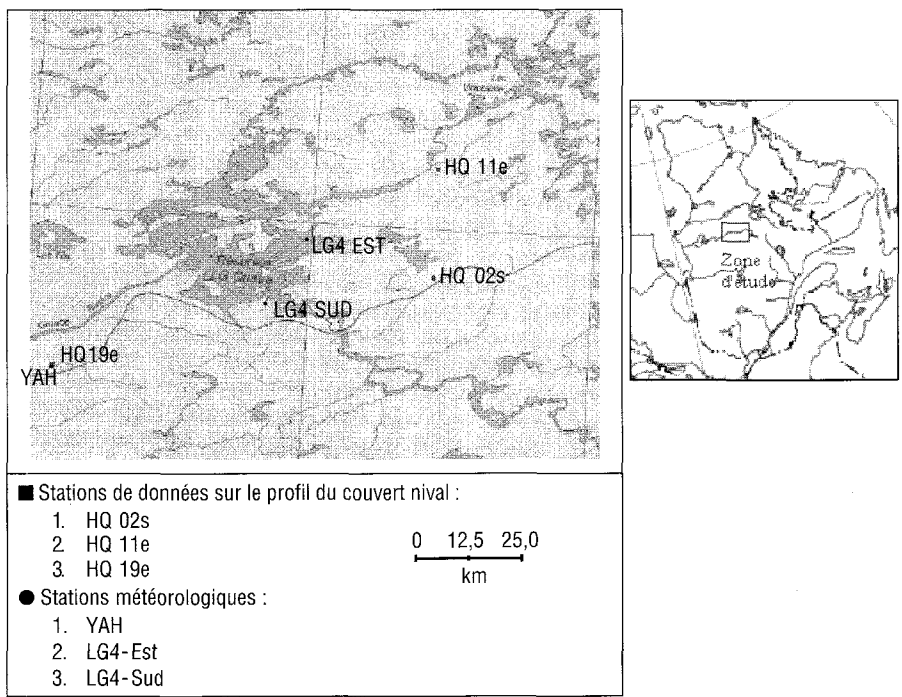 HQ 11e
LG4 EST
HQ 02s
LG4 SUD
HQ19e
YAH
Zone
d'étude
■ Stations de données sur le profil du couvert nival :
1. HQ 02s
2. HQ 11e
3. HQ 19e
0 12,5 25,0
km
● Stations météorologiques :
1. YAH
2. LG4-Est
3. LG4-Sud